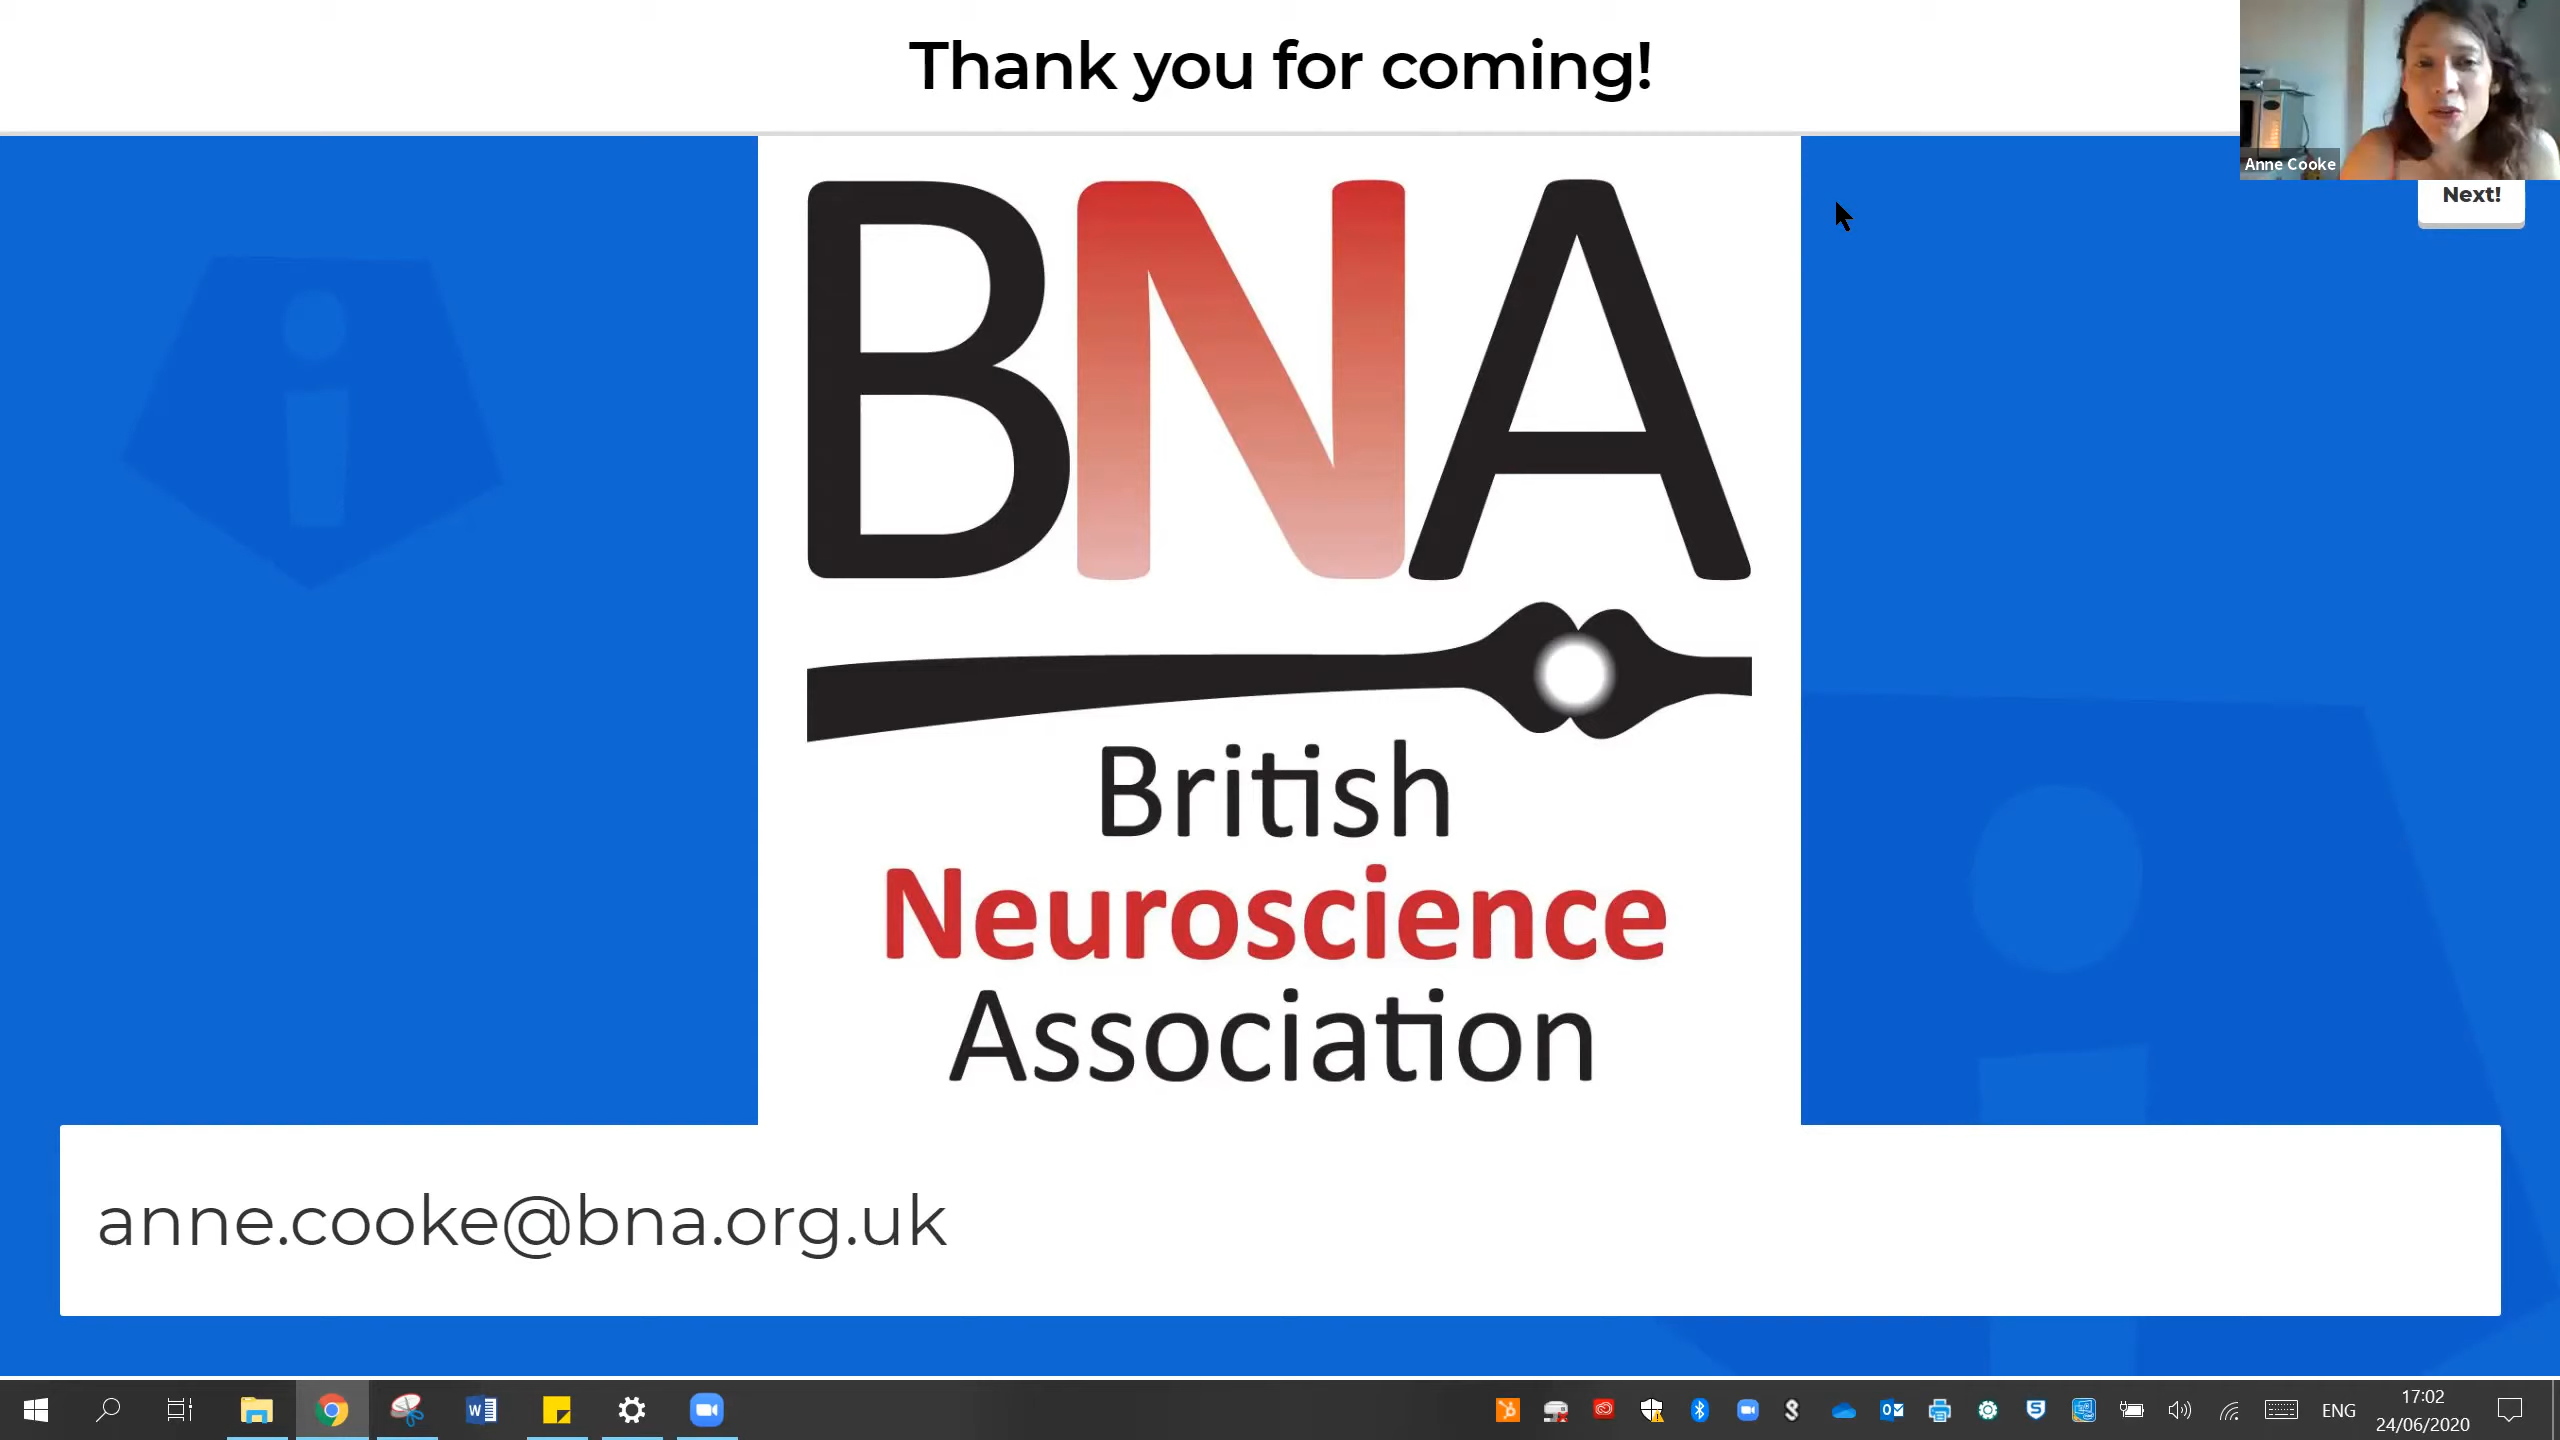 Thank you for coming!
Anne Cooke
Next!
BNA
British
Neuroscience
Association
anne.cooke@bna.org.uk
ENG
17:02
24/06/2020